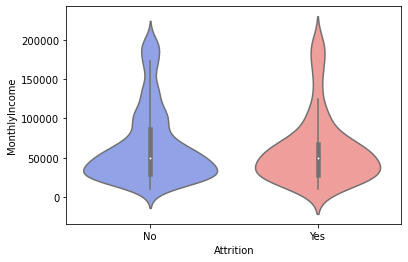 MonthlyIncome
200000
150000
100000
50000
0
No
Yes
Attrition